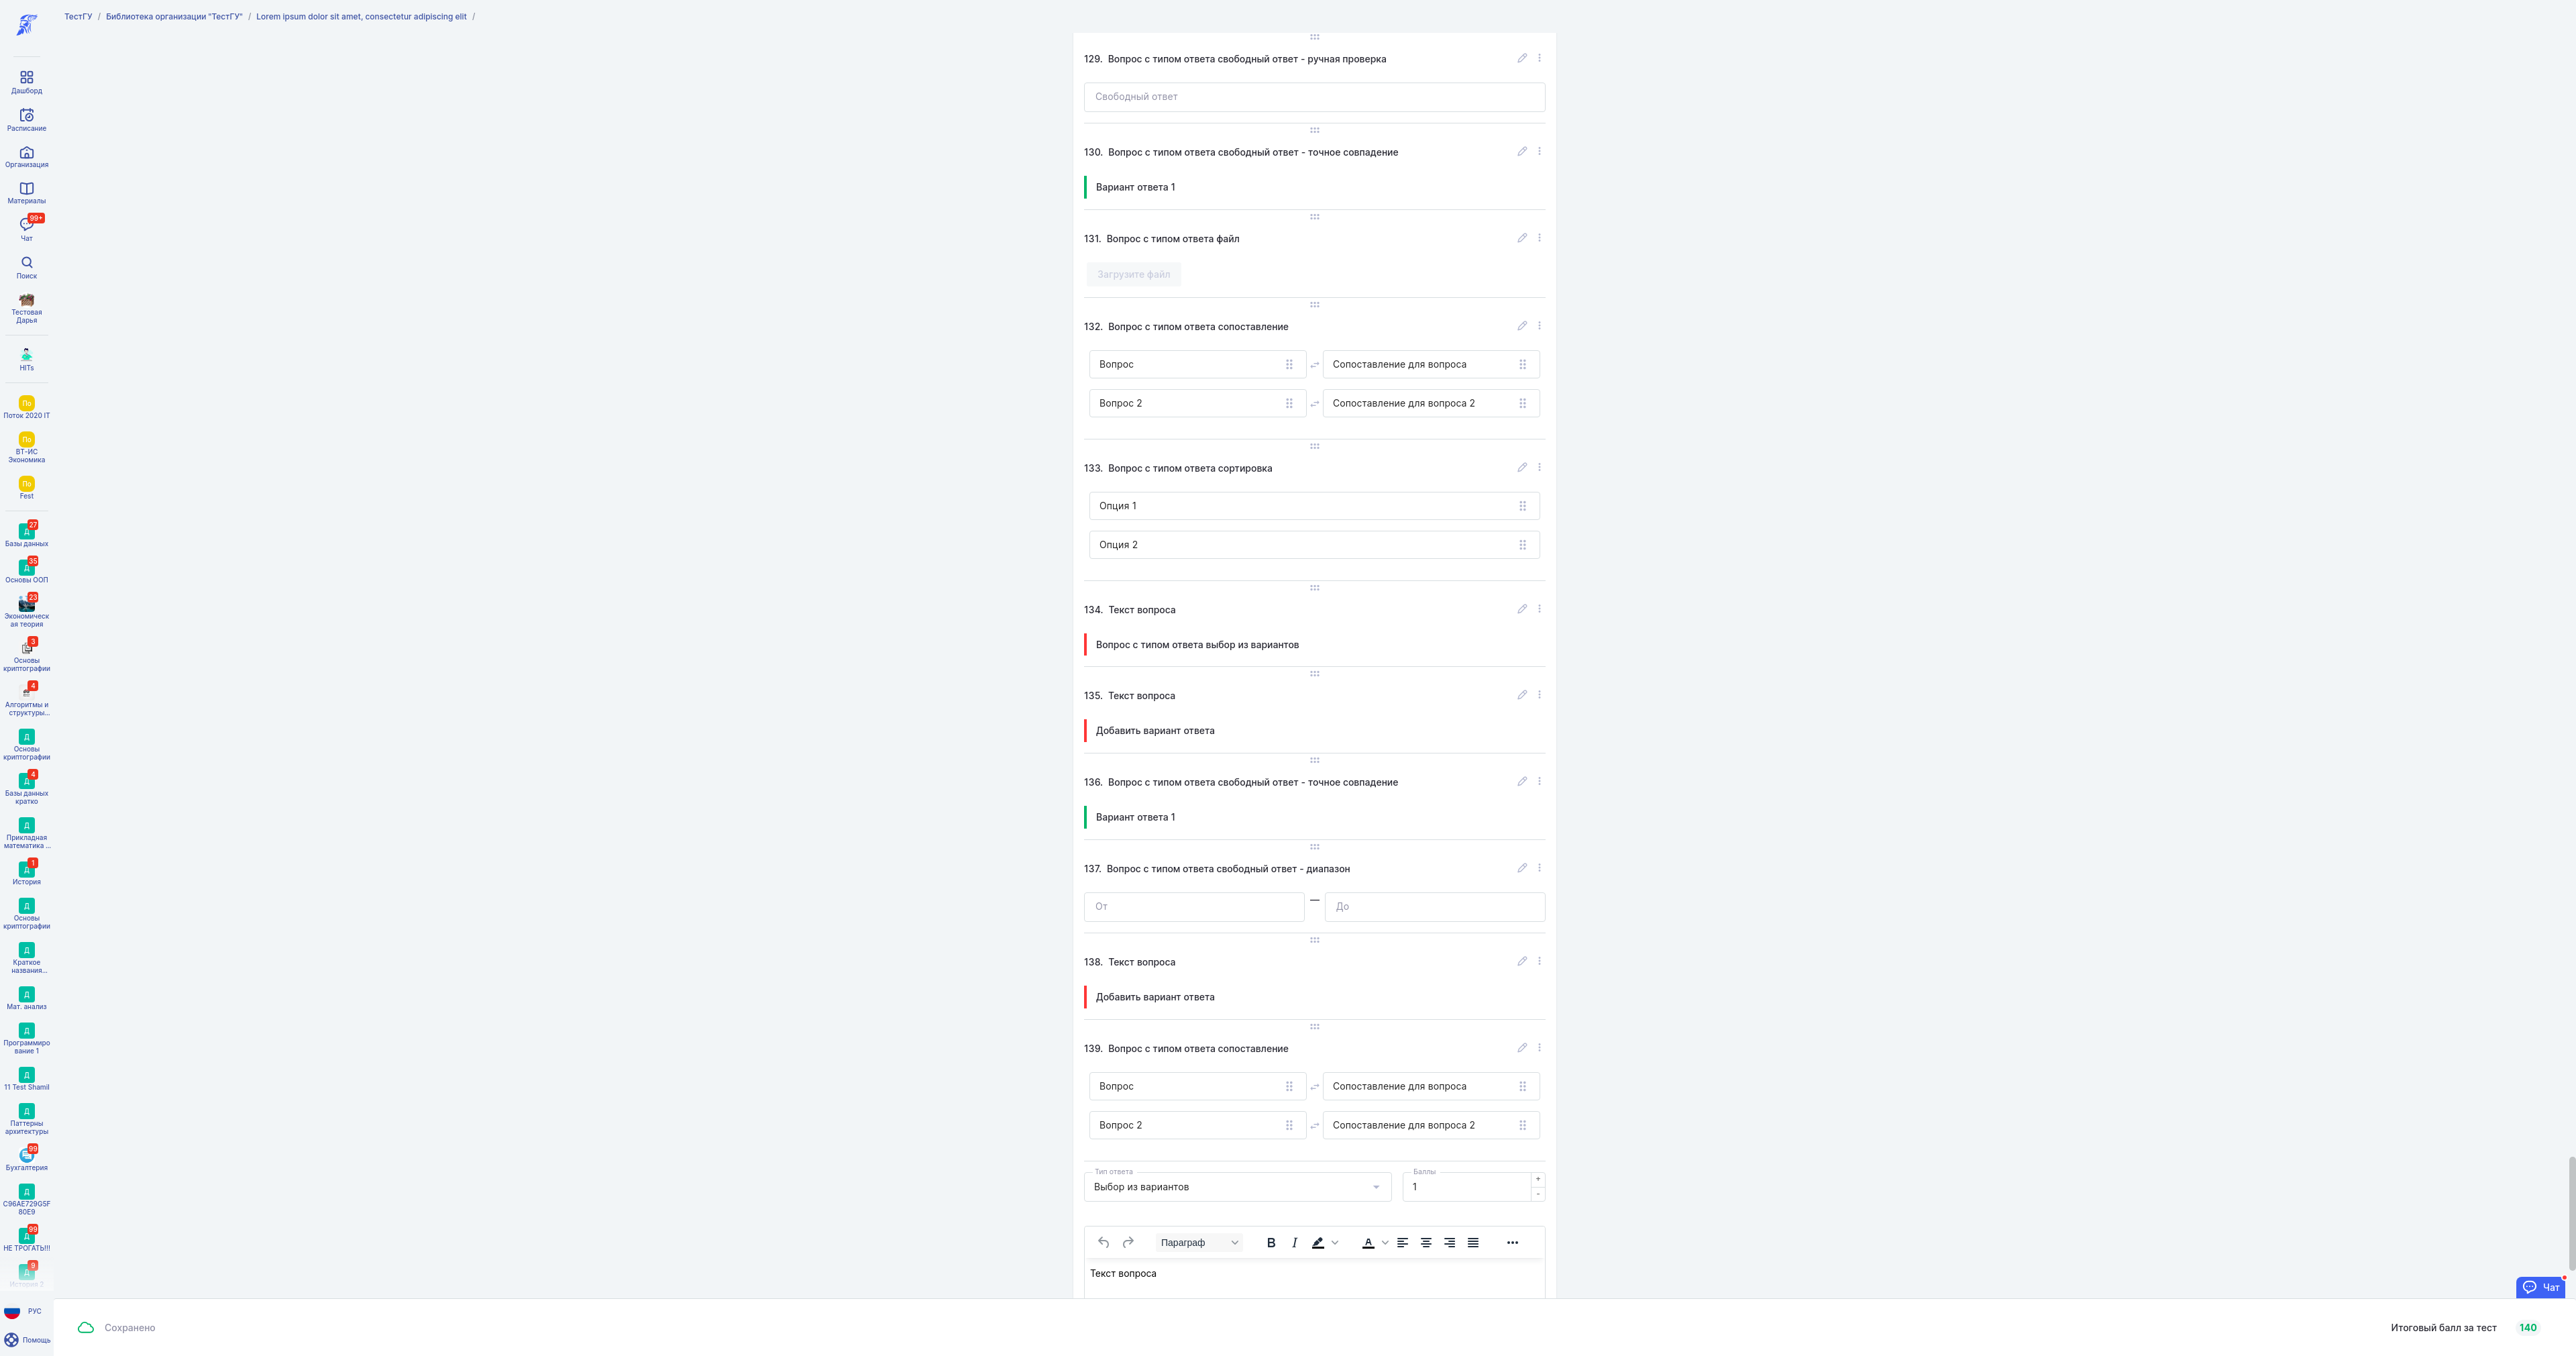 ТестГУ / Библиотека организации "ТестГУ" / Lorem ipsum dolor sit amet, consectetur adipiscing elit /
Дашборд
Расписание
Организация
Материалы
99+
Чат
Поиск
Тестовая
Дарья
HITs
По
Поток 2020 IT
По
ВТ-ИС
Экономика
По
Fest
27
Д
Базы данных
35
Д
Основы ООП
23
Экономическ
ая теория
3
Основы
криптографии
4
Алгоритмы и
структуры...
Д
Основы
криптографии
4
Д
Базы данных
кратко
Д
Прикладная
математика ...
1
Д
История
Д
Основы
криптографии
Д
Краткое
названия...
Д
Мат. анализ
Д
Программиро
вание 1
Д
11 Test Shamil
Д
Паттерны
архитектуры
99
Бухгалтерия
Д
C96AE729G5F
80E9
99
Д
НЕ ТРОГАТЬ!!!
9
Д
История 2
РУС
Помощь
129. Вопрос с типом ответа свободный ответ - ручная проверка
Свободный ответ
130. Вопрос с типом ответа свободный ответ - точное совпадение
Вариант ответа 1
131. Вопрос с типом ответа файл
Загрузите файл
132. Вопрос с типом ответа сопоставление
Вопрос Сопоставление для вопроса
Вопрос 2 Сопоставление для вопроса 2
133. Вопрос с типом ответа сортировка
Опция 1
Опция 2
134. Текст вопроса
Вопрос с типом ответа выбор из вариантов
135. Текст вопроса
Добавить вариант ответа
136. Вопрос с типом ответа свободный ответ - точное совпадение
Вариант ответа 1
137. Вопрос с типом ответа свободный ответ - диапазон
От — До
138. Текст вопроса
Добавить вариант ответа
139. Вопрос с типом ответа сопоставление
Вопрос Сопоставление для вопроса
Вопрос 2 Сопоставление для вопроса 2
Тип ответа Баллы
Выбор из вариантов 1 + -
Параграф B I A
Текст вопроса
Чат
Сохранено
Итоговый балл за тест 140